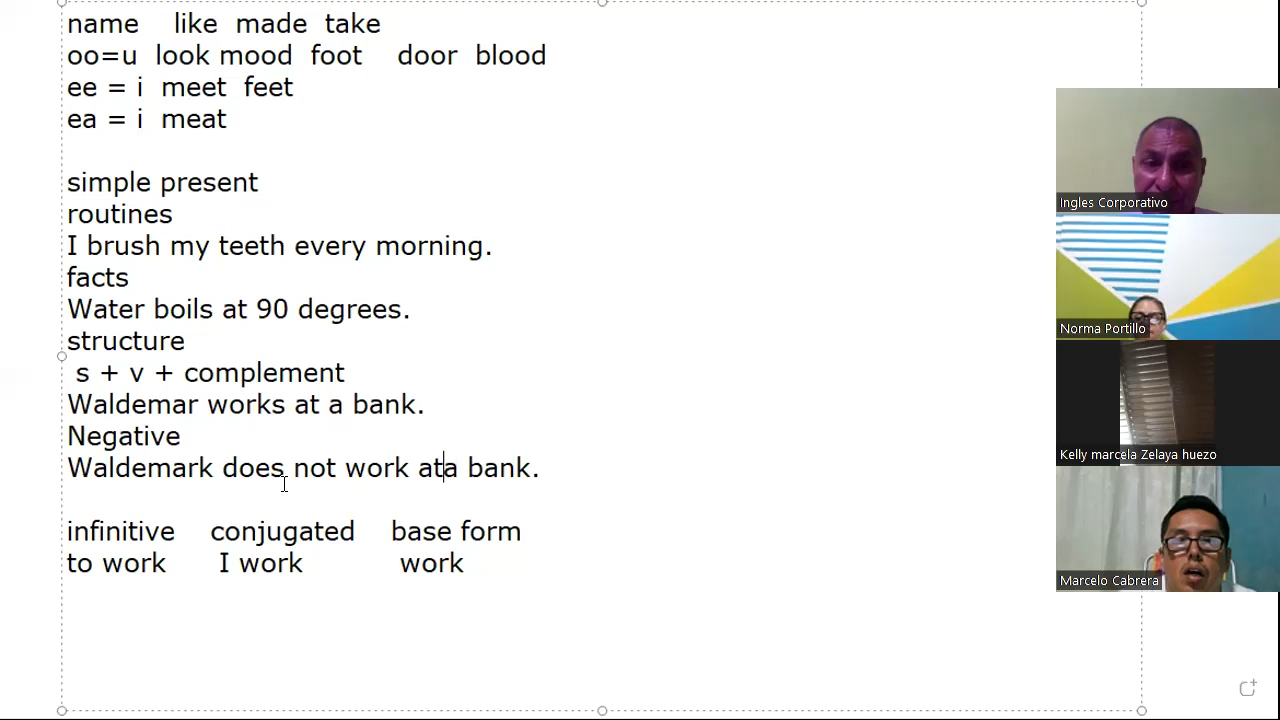 name like made take
oo=u look mood foot door blood
ee = i meet feet
ea = i meat
simple present
routines
I brush my teeth every morning.
facts
Water boils at 90 degrees.
structure
s + v + complement
Waldemar works at a bank.
Negative
Waldemark does not work ata bank.
infinitive conjugated base form
to work I work work
Ingles Corporativo
Norma Portillo
Kelly marcela Zelaya huezo
Marcelo Cabrera